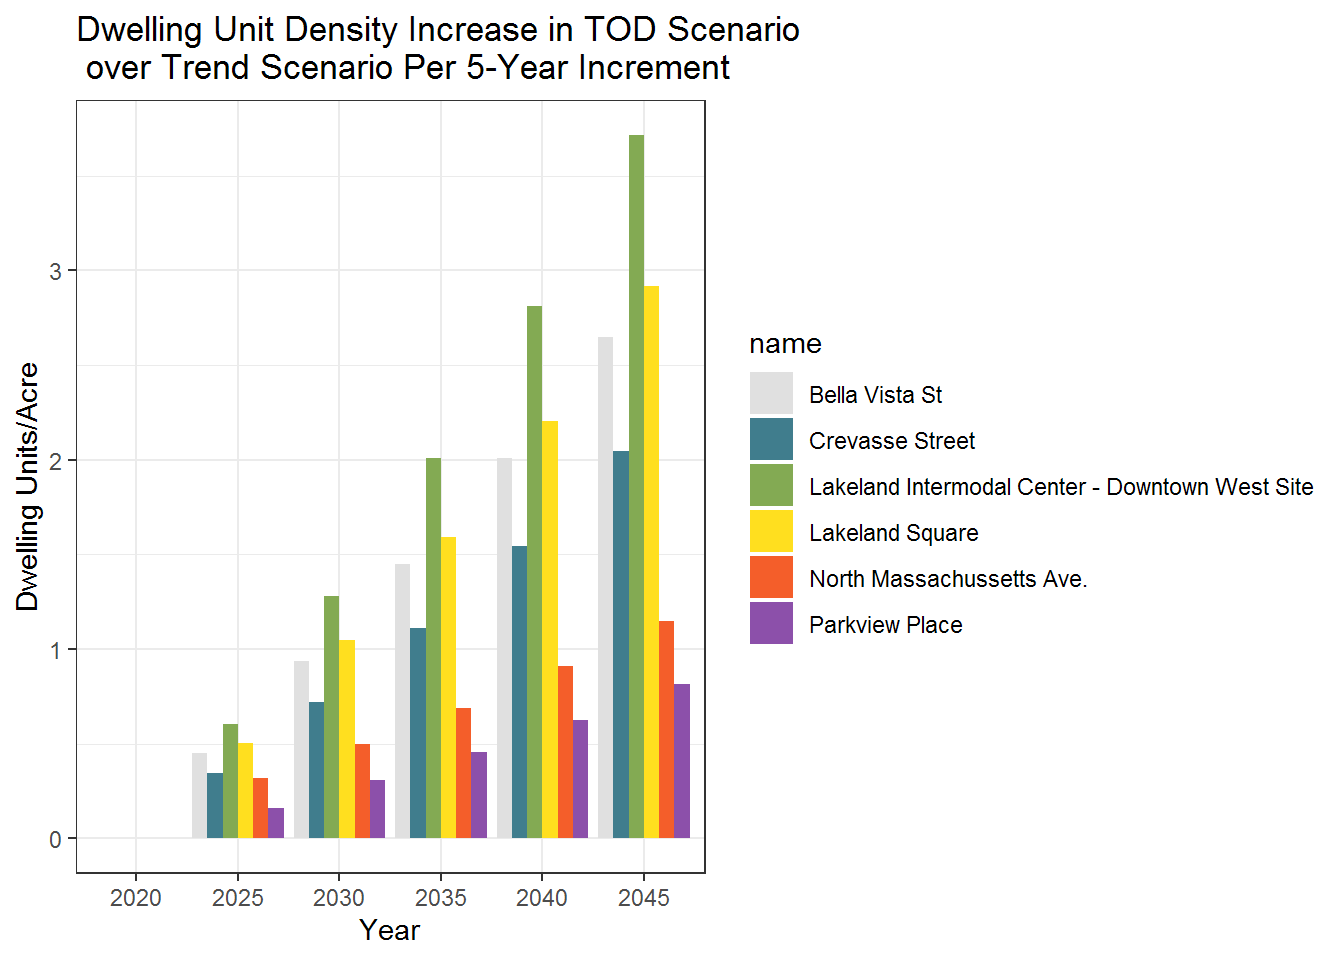 Dwelling Unit Density Increase in TOD Scenario
over Trend Scenario Per 5-Year Increment
Dwelling Units/Acre
3
2
1
0
2020 2025 2030 2035 2040 2045
Year
name
Bella Vista St
Crevasse Street
Lakeland Intermodal Center - Downtown West Site
Lakeland Square
North Massachussetts Ave.
Parkview Place